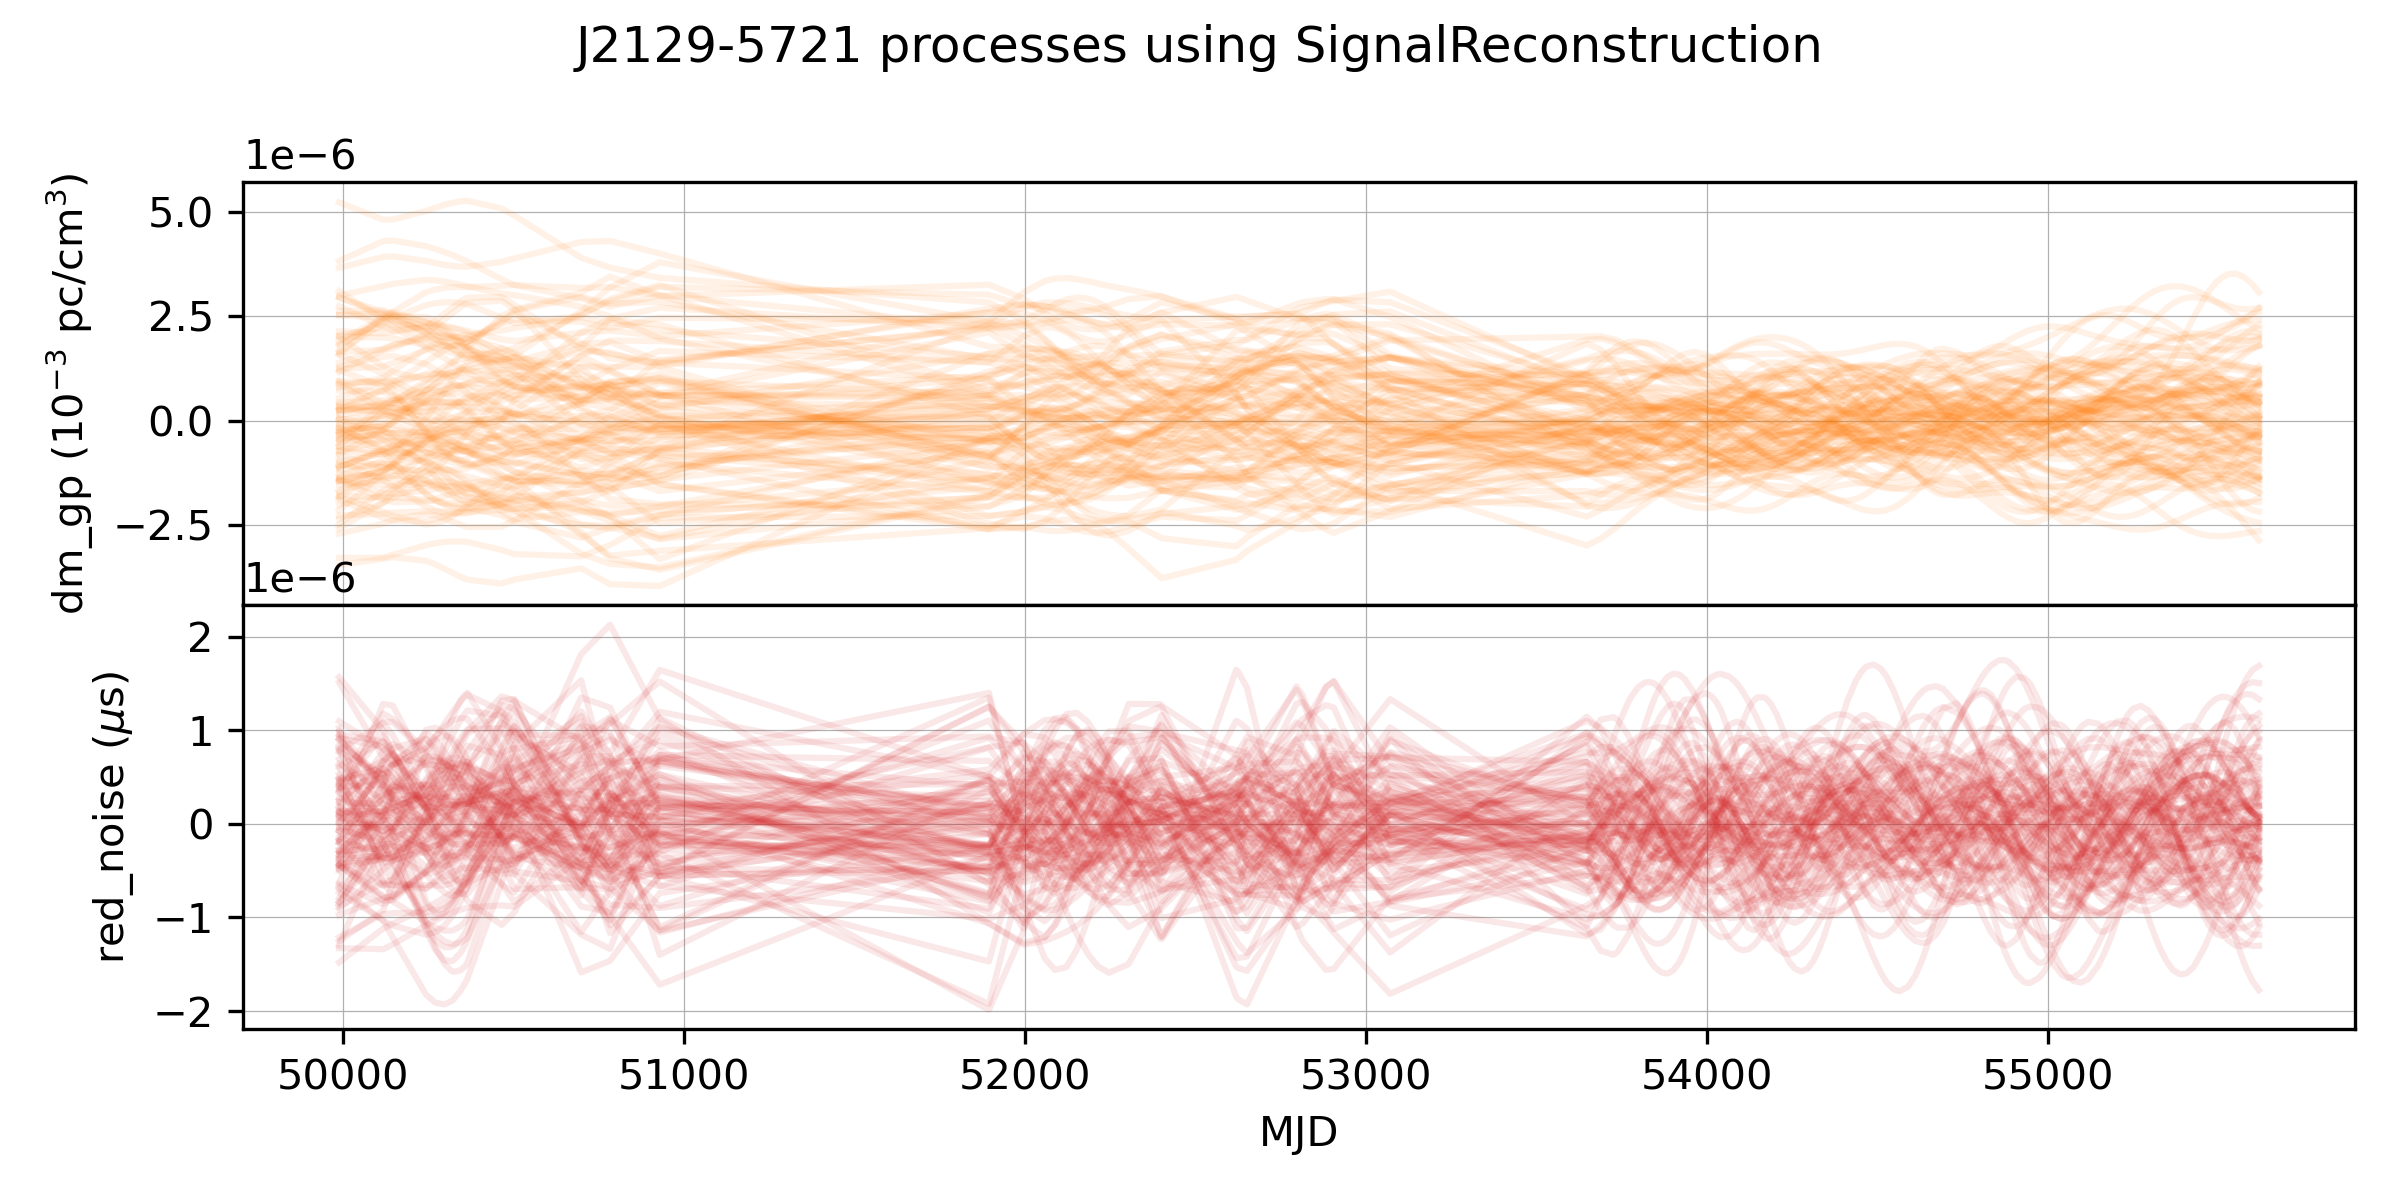 J2129-5721 processes using SignalReconstruction
1e−6
dm_gp (10⁻³ pc/cm³)
5.0
2.5
0.0
−2.5
1e−6
red_noise (μs)
2
1
0
−1
−2
50000 51000 52000 53000 54000 55000
MJD